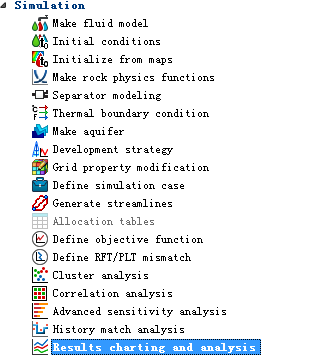 Simulation
Make fluid model
Initial conditions
Initialize from maps
Make rock physics functions
Separator modeling
Thermal boundary condition
Make aquifer
Development strategy
Grid property modification
Define simulation case
Generate streamlines
Allocation tables
Define objective function
Define RFT/PLT mismatch
Cluster analysis
Correlation analysis
Advanced sensitivity analysis
History match analysis
Results charting and analysis